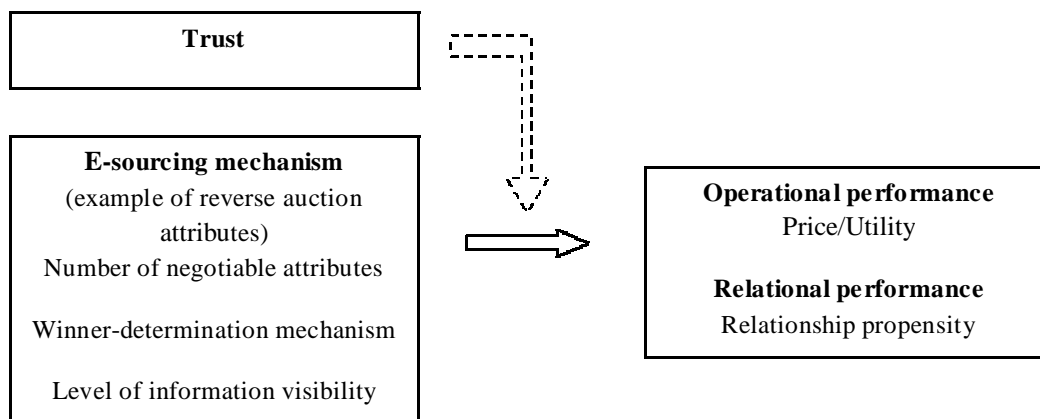 Trust
E-sourcing mechanism
(example of reverse auction
attributes)
Number of negotiable attributes
Winner-determination mechanism
Level of information visibility
Operational performance
Price/Utility
Relational performance
Relationship propensity